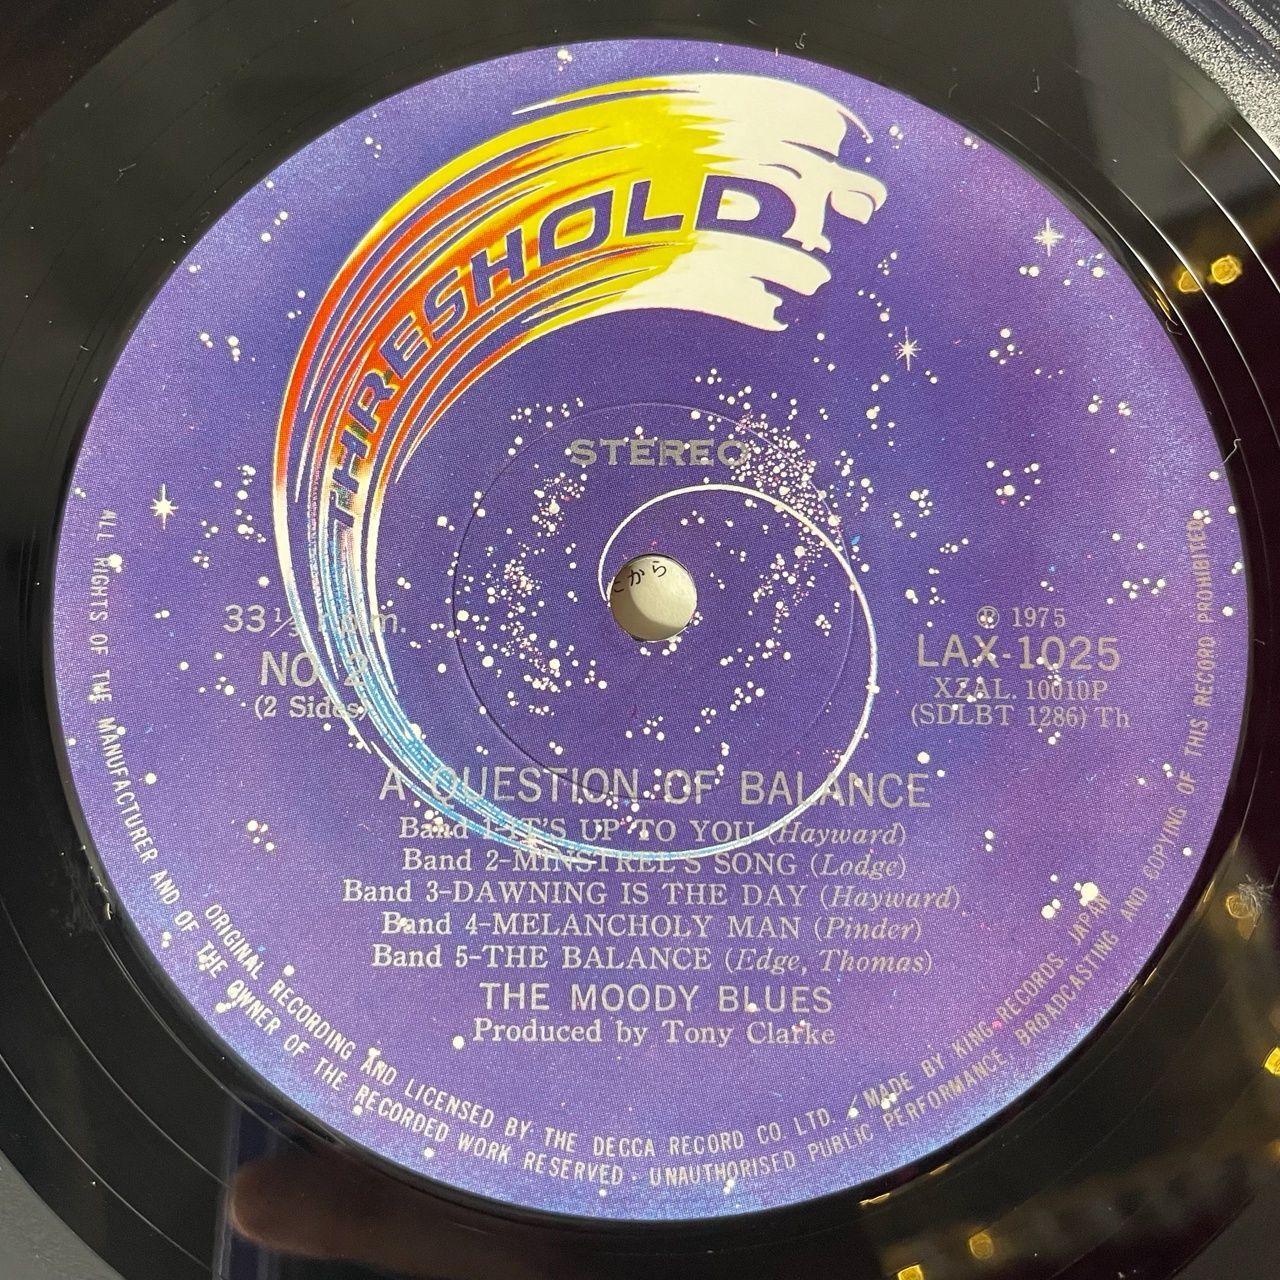 THRESHOLD
STEREO
から
33 1/3 r.p.m.
NO. 2
(2 Sides)
Ⓟ 1975
LAX-1025
XZAL. 10010P
(SDLBT 1286) Th
A QUESTION OF BALANCE
Band 1-IT'S UP TO YOU (Hayward)
Band 2-MINSTREL'S SONG (Lodge)
Band 3-DAWNING IS THE DAY (Hayward)
Band 4-MELANCHOLY MAN (Pinder)
Band 5-THE BALANCE (Edge, Thomas)
THE MOODY BLUES
Produced by Tony Clarke
ORIGINAL RECORDING AND LICENSED BY THE DECCA RECORD CO. LTD. / MADE BY KING RECORDS. JAPAN
ALL RIGHTS OF THE MANUFACTURER AND OF THE OWNER OF THE RECORDED WORK RESERVED · UNAUTHORISED PUBLIC PERFORMANCE, BROADCASTING AND COPYING OF THIS RECORD PROHIBITED